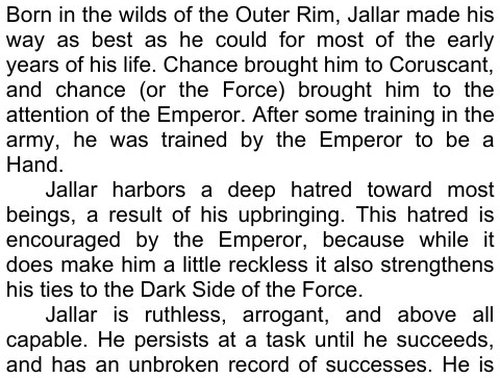 Born in the wilds of the Outer Rim, Jallar made his
way as best as he could for most of the early
years of his life. Chance brought him to Coruscant,
and chance (or the Force) brought him to the
attention of the Emperor. After some training in the
army, he was trained by the Emperor to be a
Hand.
Jallar harbors a deep hatred toward most
beings, a result of his upbringing. This hatred is
encouraged by the Emperor, because while it
does make him a little reckless it also strengthens
his ties to the Dark Side of the Force.
Jallar is ruthless, arrogant, and above all
capable. He persists at a task until he succeeds,
and has an unbroken record of successes. He is